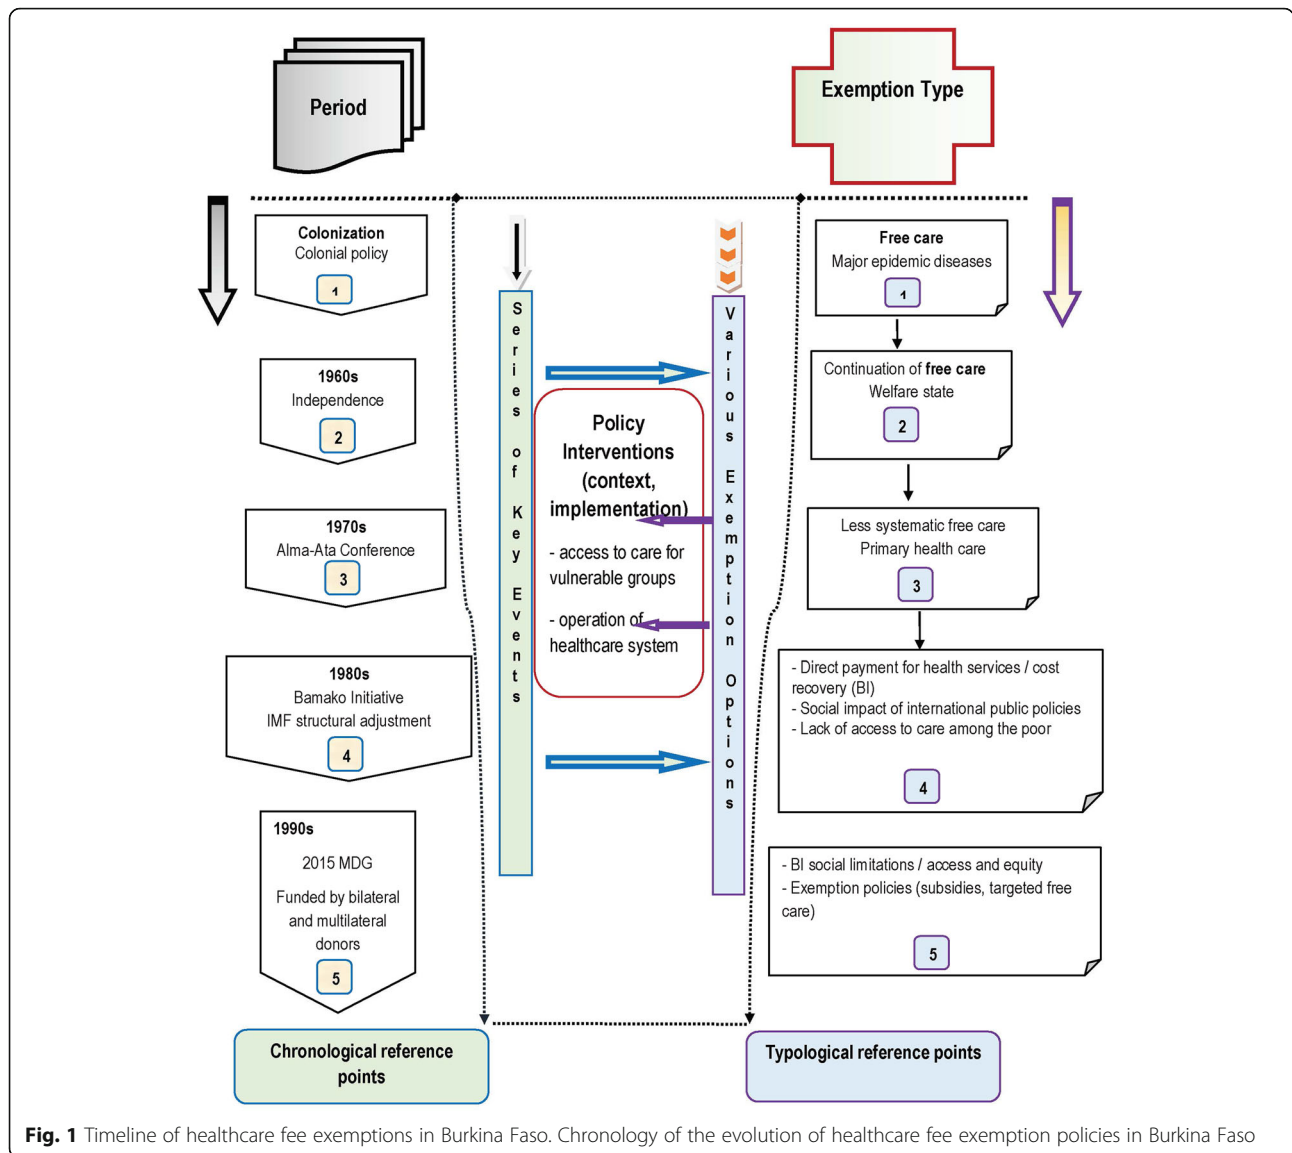 Period
Exemption Type
Colonization
Colonial policy
1
1960s
Independence
2
1970s
Alma-Ata Conference
3
1980s
Bamako Initiative
IMF structural adjustment
4
1990s
2015 MDG
Funded by bilateral
and multilateral
donors
5
Chronological reference
points
Series of Key Events
Policy
Interventions
(context,
implementation)
- access to care for
vulnerable groups
- operation of
healthcare system
Various Exemption Options
Free care
Major epidemic diseases
1
Continuation of free care
Welfare state
2
Less systematic free care
Primary health care
3
- Direct payment for health services / cost
recovery (BI)
- Social impact of international public policies
- Lack of access to care among the poor
4
- BI social limitations / access and equity
- Exemption policies (subsidies, targeted free
care)
5
Typological reference points
Fig. 1 Timeline of healthcare fee exemptions in Burkina Faso. Chronology of the evolution of healthcare fee exemption policies in Burkina Faso